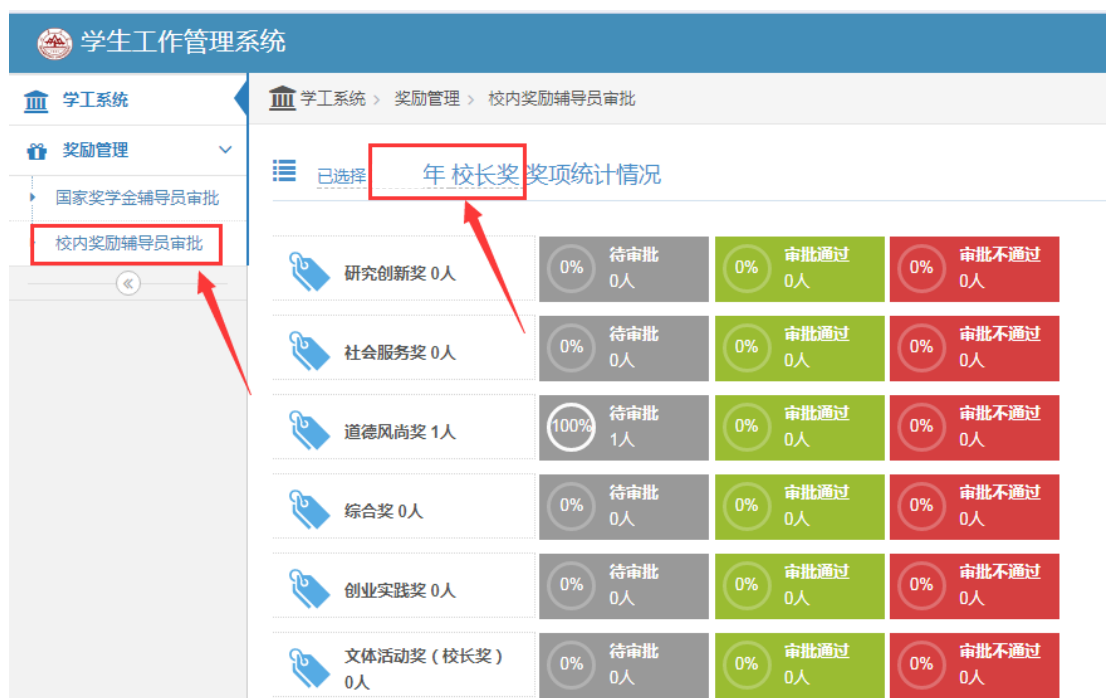 学生工作管理系统
学工系统
学工系统 > 奖励管理 > 校内奖励辅导员审批
奖励管理
国家奖学金辅导员审批
校内奖励辅导员审批
已选择 年 校长奖 奖项统计情况
研究创新奖 0人
0% 待审批 0人
0% 审批通过 0人
0% 审批不通过 0人
社会服务奖 0人
0% 待审批 0人
0% 审批通过 0人
0% 审批不通过 0人
道德风尚奖 1人
100% 待审批 1人
0% 审批通过 0人
0% 审批不通过 0人
综合奖 0人
0% 待审批 0人
0% 审批通过 0人
0% 审批不通过 0人
创业实践奖 0人
0% 待审批 0人
0% 审批通过 0人
0% 审批不通过 0人
文体活动奖（校长奖）
0人
0% 待审批 0人
0% 审批通过 0人
0% 审批不通过 0人